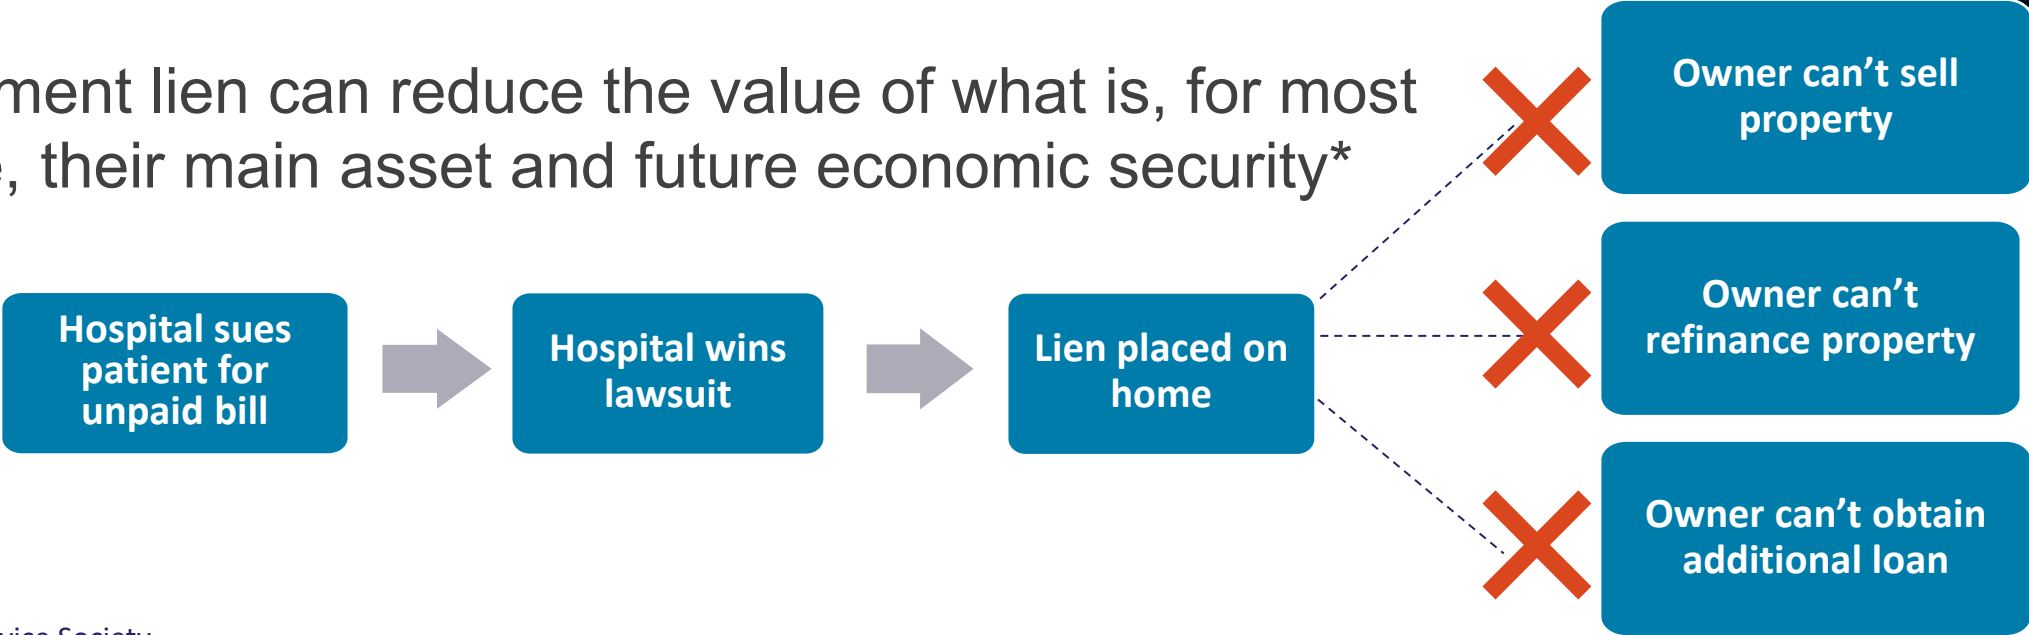 ment lien can reduce the value of what is, for most
, their main asset and future economic security*
Hospital sues
patient for
unpaid bill
Hospital wins
lawsuit
Lien placed on
home
Owner can’t sell
property
Owner can’t
refinance property
Owner can’t obtain
additional loan
Society